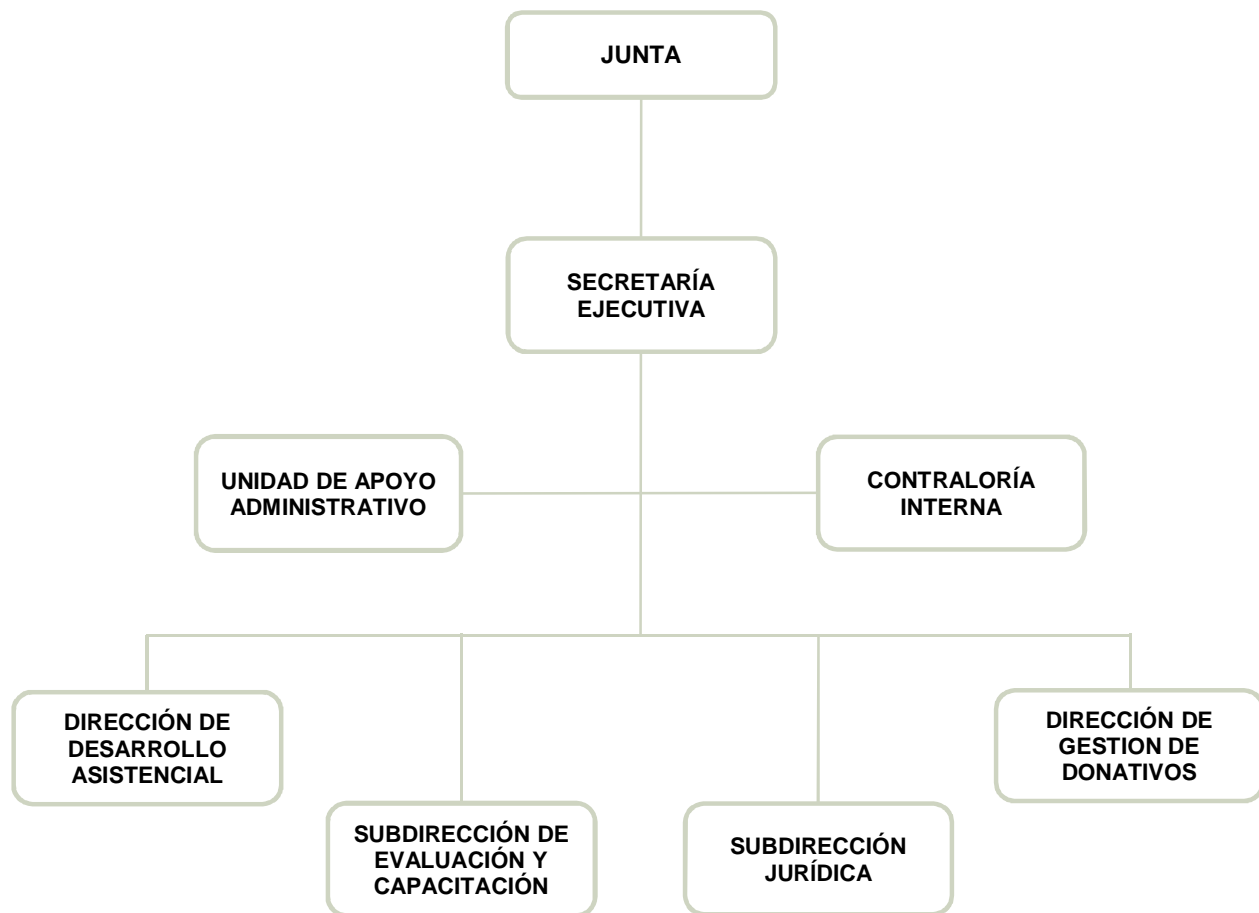 JUNTA
SECRETARÍA
EJECUTIVA
UNIDAD DE APOYO
ADMINISTRATIVO
CONTRALORÍA
INTERNA
DIRECCIÓN DE
DESARROLLO
ASISTENCIAL
SUBDIRECCIÓN DE
EVALUACIÓN Y
CAPACITACIÓN
SUBDIRECCIÓN
JURÍDICA
DIRECCIÓN DE
GESTION DE
DONATIVOS